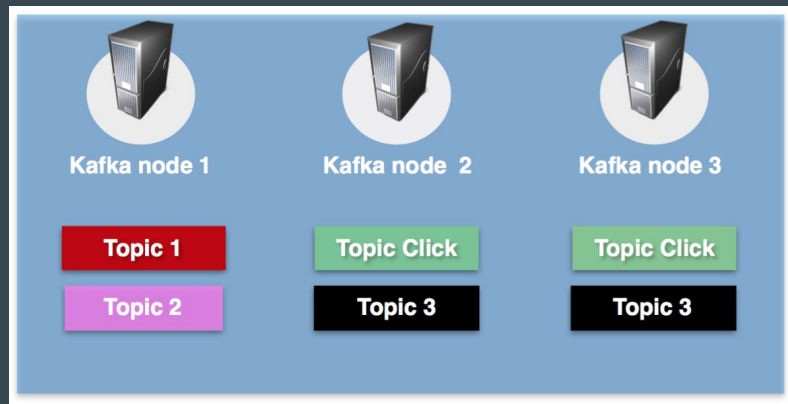 Kafka node 1
Kafka node 2
Kafka node 3
Topic 1
Topic Click
Topic Click
Topic 2
Topic 3
Topic 3